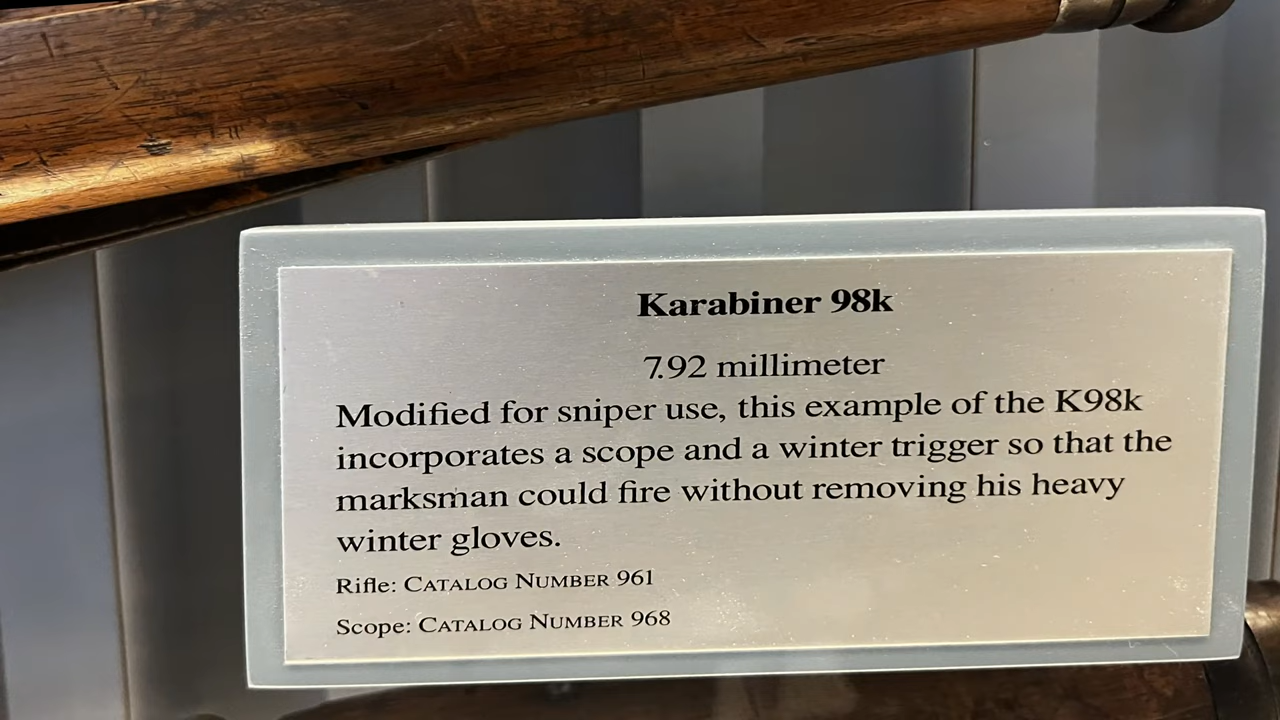 Karabiner 98k
7.92 millimeter
Modified for sniper use, this example of the K98k
incorporates a scope and a winter trigger so that the
marksman could fire without removing his heavy
winter gloves.
Rifle: CATALOG NUMBER 961
Scope: CATALOG NUMBER 968